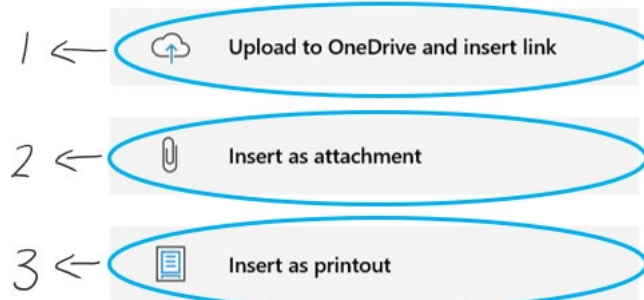 1 Upload to OneDrive and insert link
2 Insert as attachment
3 Insert as printout